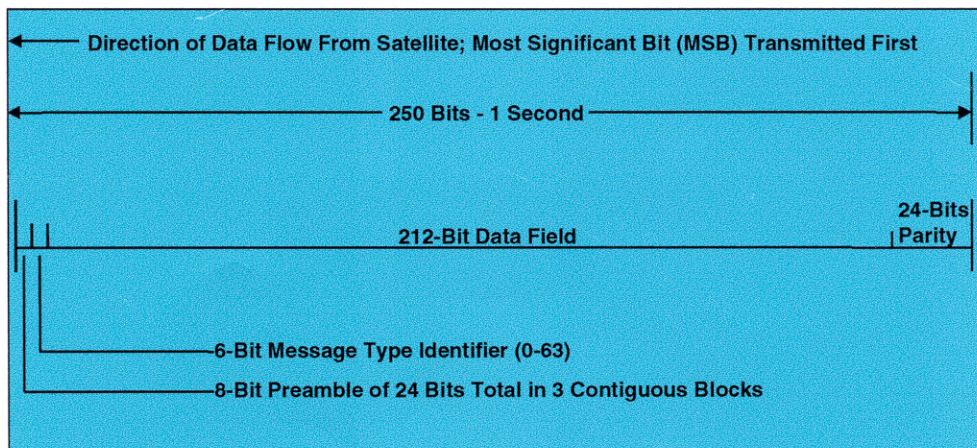 Direction of Data Flow From Satellite; Most Significant Bit (MSB) Transmitted First
250 Bits - 1 Second
24-Bits
212-Bit Data Field
Parity
6-Bit Message Type Identifier (0-63)
8-Bit Preamble of 24 Bits Total in 3 Contiguous Blocks